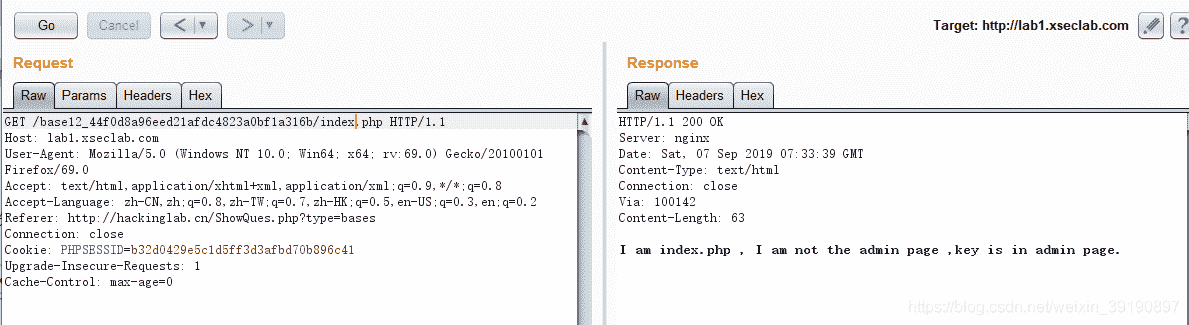 Go Cancel < > Target: http://lab1.xseclab.com ?
Request
Raw Params Headers Hex
GET /base12_44f0d8a96eed21afdc4823a0bf1a316b/index.php HTTP/1.1
Host: lab1.xseclab.com
User-Agent: Mozilla/5.0 (Windows NT 10.0; Win64; x64; rv:69.0) Gecko/20100101
Firefox/69.0
Accept: text/html,application/xhtml+xml,application/xml;q=0.9,*/*;q=0.8
Accept-Language: zh-CN,zh;q=0.8,zh-TW;q=0.7,zh-HK;q=0.5,en-US;q=0.3,en;q=0.2
Referer: http://hackinglab.cn/ShowQues.php?type=bases
Connection: close
Cookie: PHPSESSID=b32d0429e5c1d5ff3d3afbd70b896c41
Upgrade-Insecure-Requests: 1
Cache-Control: max-age=0
Response
Raw Headers Hex
HTTP/1.1 200 OK
Server: nginx
Date: Sat, 07 Sep 2019 07:33:39 GMT
Content-Type: text/html
Connection: close
Via: 100142
Content-Length: 63
I am index.php , I am not the admin page ,key is in admin page.
https://blog.csdn.net/weixin_39190897